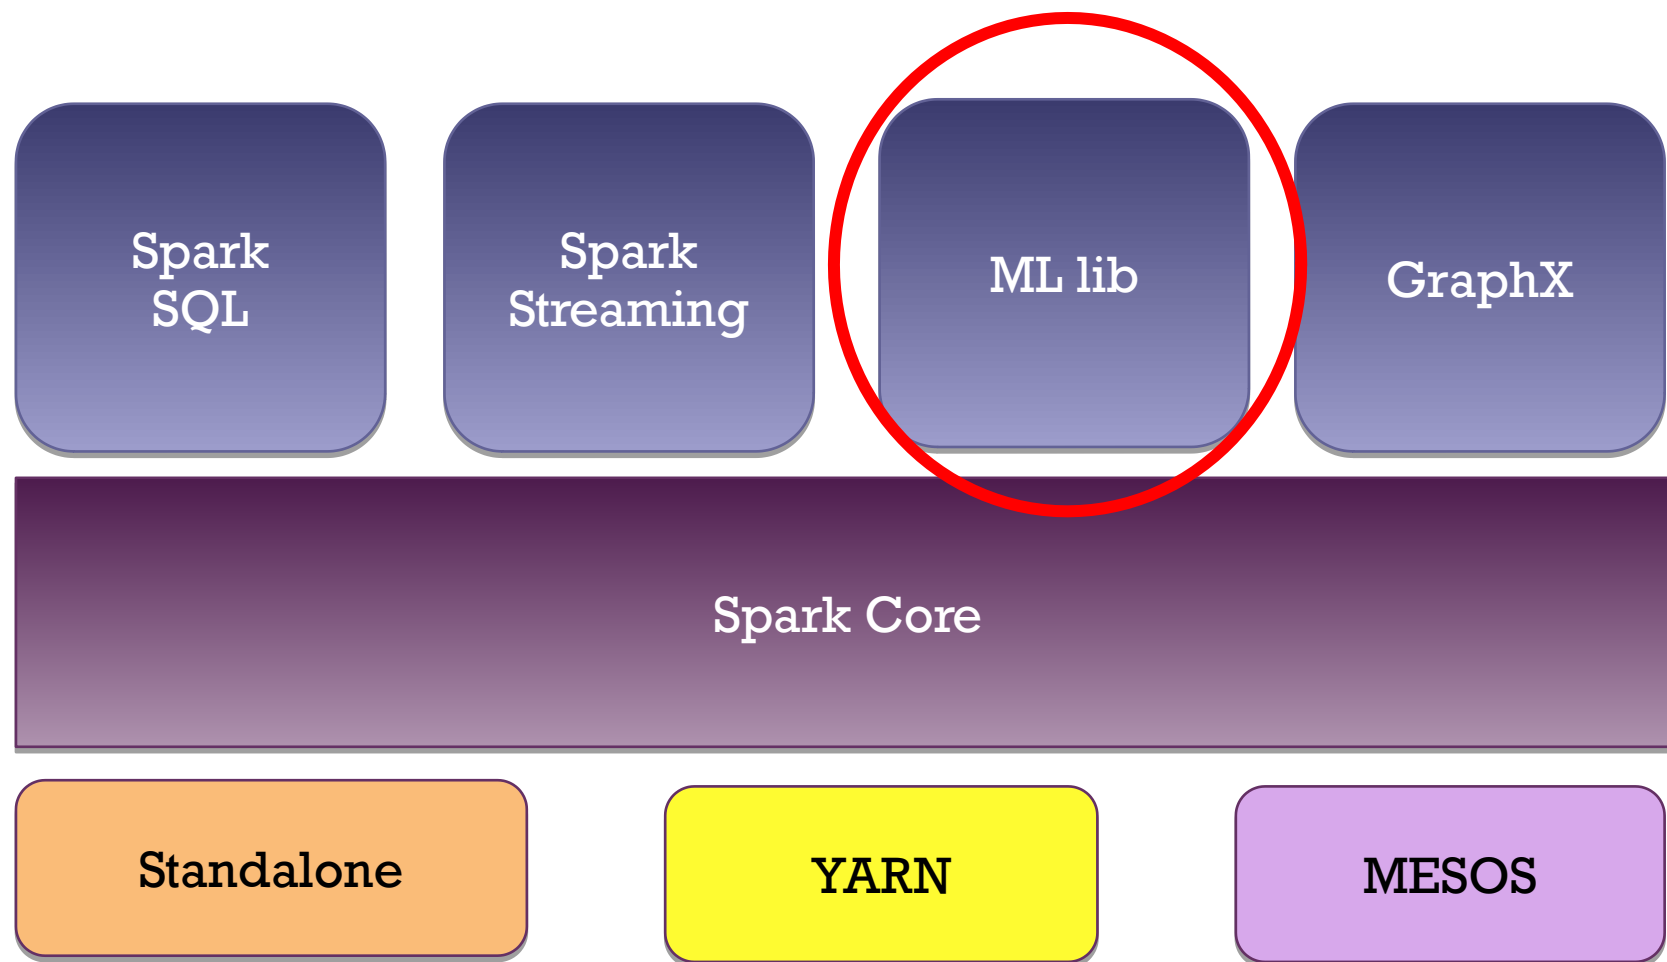 Spark
SQL
Spark
Streaming
ML lib
GraphX
Spark Core
Standalone
YARN
MESOS